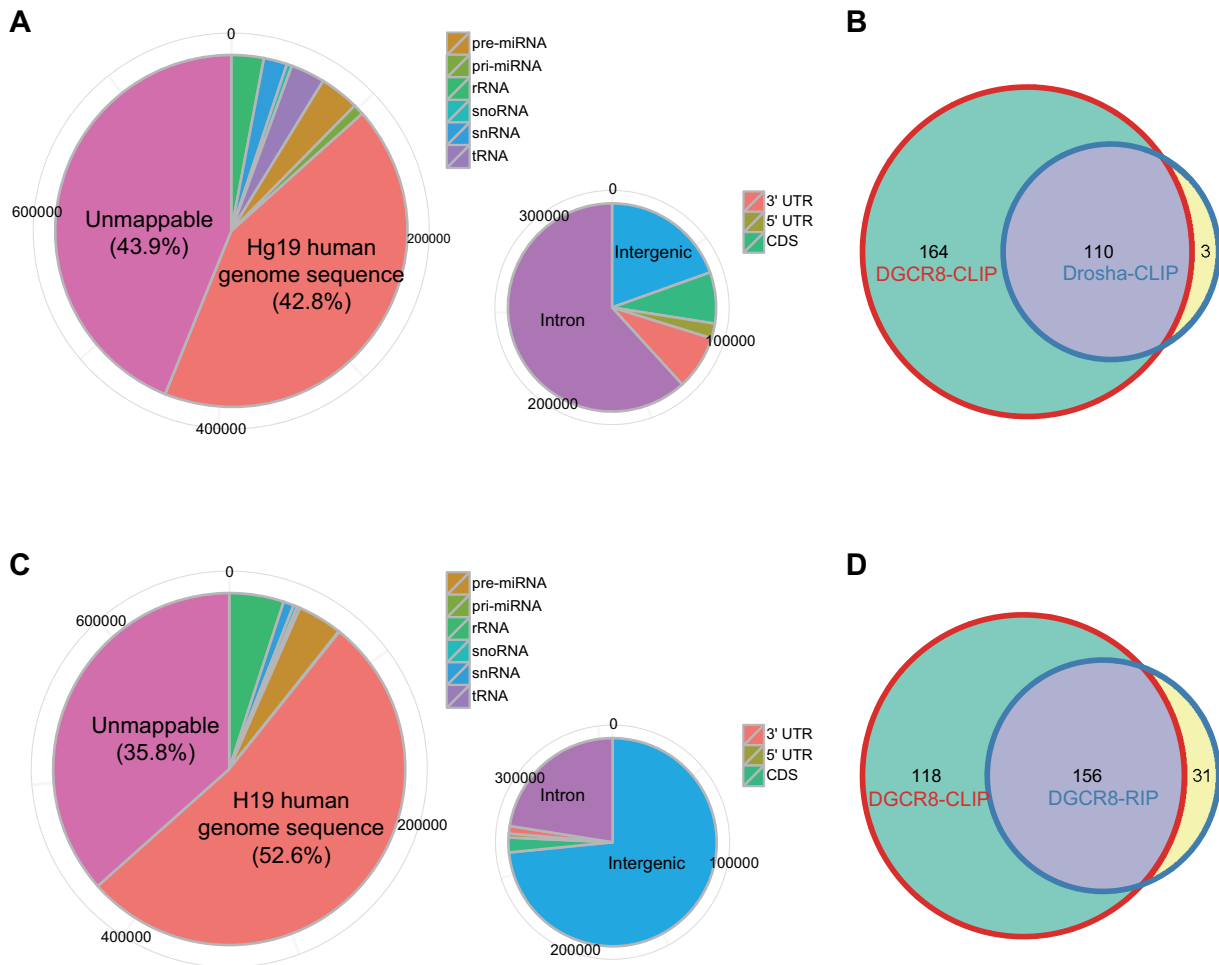 A
0
200000
400000
600000
Unmappable
(43.9%)
Hg19 human
genome sequence
(42.8%)
pre-miRNA
pri-miRNA
rRNA
snoRNA
snRNA
tRNA
0
100000
200000
300000
Intergenic
Intron
3' UTR
5' UTR
CDS
B
164
DGCR8-CLIP
110
Drosha-CLIP
3
C
0
200000
400000
600000
Unmappable
(35.8%)
H19 human
genome sequence
(52.6%)
pre-miRNA
pri-miRNA
rRNA
snoRNA
snRNA
tRNA
0
100000
200000
300000
Intron
Intergenic
3' UTR
5' UTR
CDS
D
118
DGCR8-CLIP
156
DGCR8-RIP
31